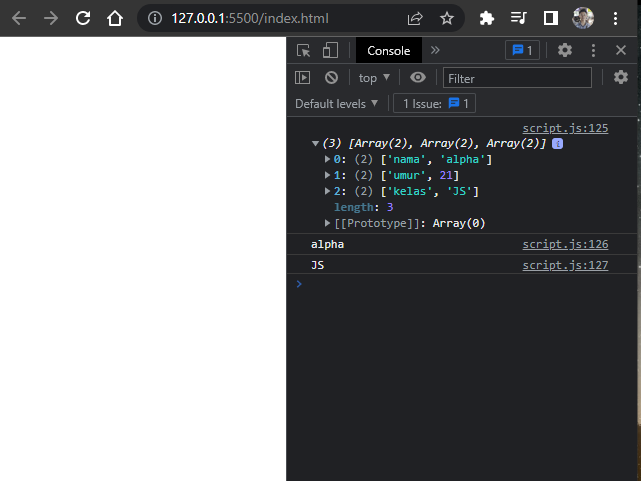 127.0.0.1:5500/index.html
Console
1
top
Filter
Default levels
1 Issue: 1
script.js:125
(3) [Array(2), Array(2), Array(2)] i
0: (2) ['nama', 'alpha']
1: (2) ['umur', 21]
2: (2) ['kelas', 'JS']
length: 3
[[Prototype]]: Array(0)
alpha script.js:126
JS script.js:127